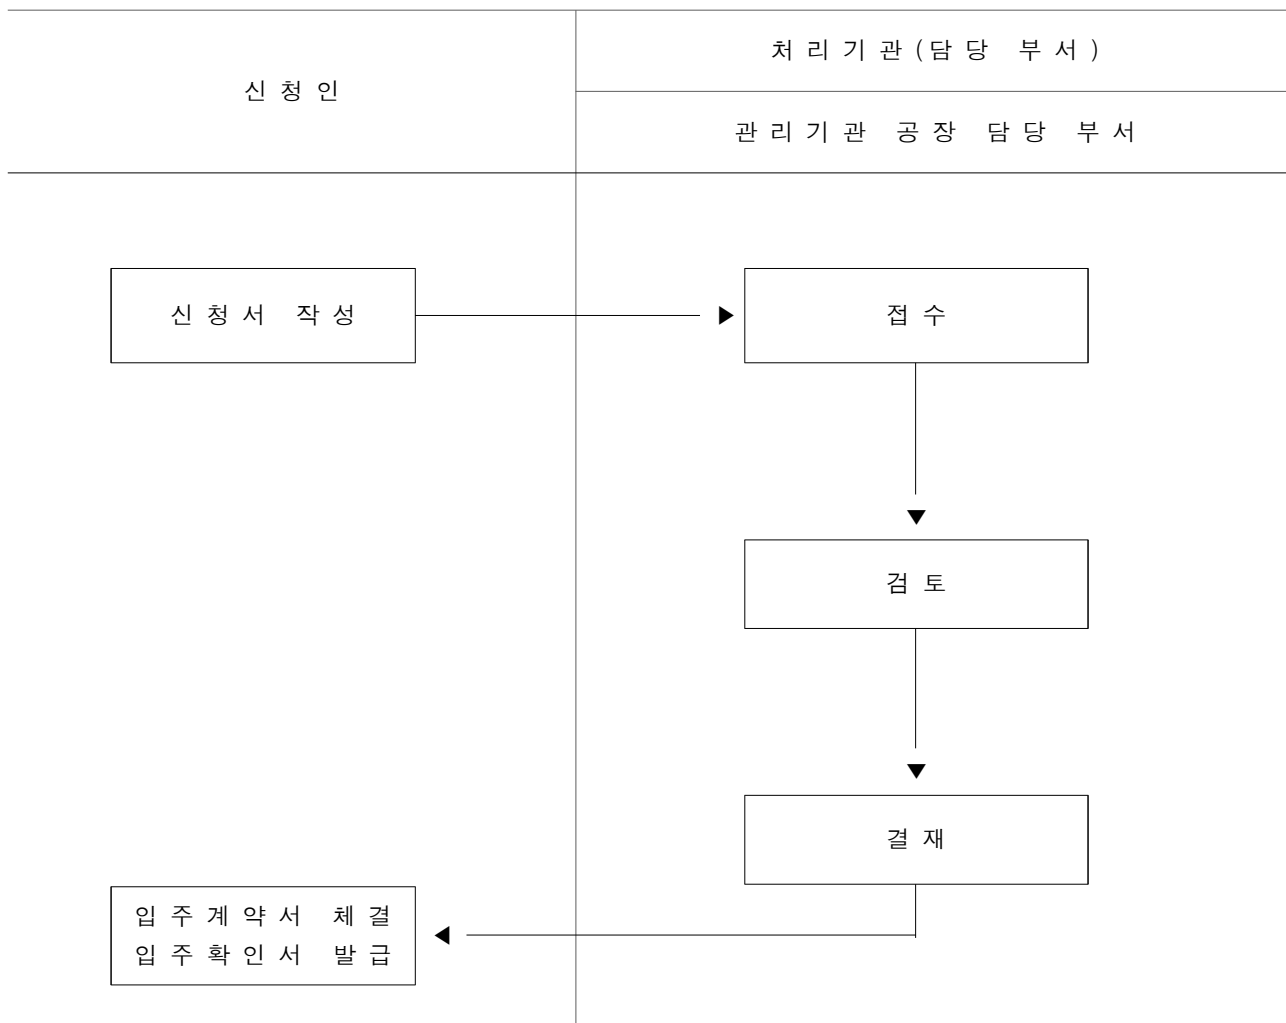 신청인
처리기관(담당 부서)
관리기관 공장 담당 부서
신청서 작성
접수
검토
결재
입주계약서 체결
입주확인서 발급